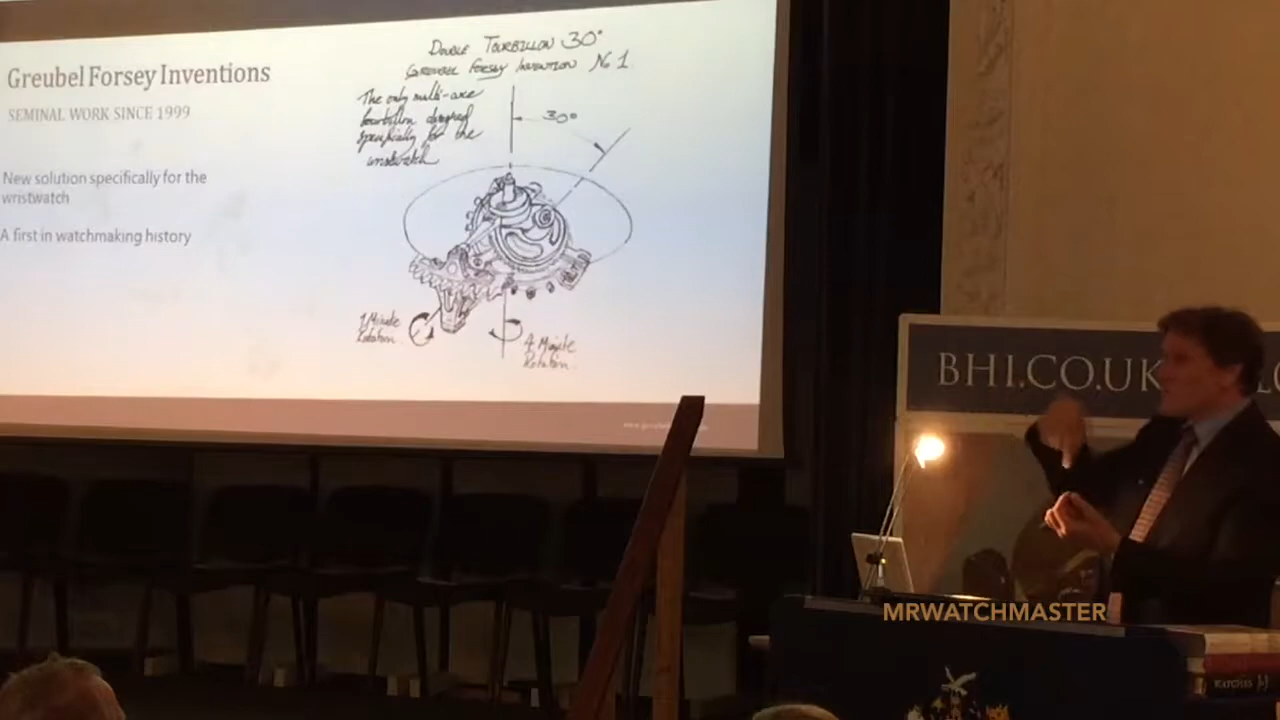 Greubel Forsey Inventions
SEMINAL WORK SINCE 1999
New solution specifically for the
wristwatch
A first in watchmaking history
DOUBLE TOURBILLON 30°
GREUBEL FORSEY INVENTION No 1
The only multi-axe
tourbillon designed
specifically for the
wristwatch
30°
1 Minute
Rotation
4 Minute
Rotation
BHI.CO.UK
MRWATCHMASTER
WATCHES